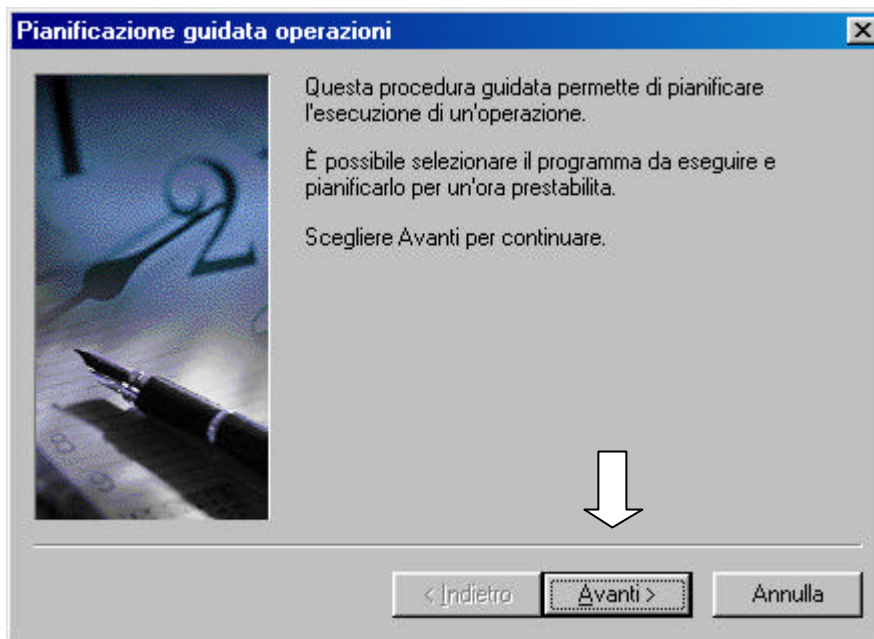 Pianificazione guidata operazioni
Questa procedura guidata permette di pianificare
l'esecuzione di un'operazione.
È possibile selezionare il programma da eseguire e
pianificarlo per un'ora prestabilita.
Scegliere Avanti per continuare.
2
< Indietro
Avanti >
Annulla